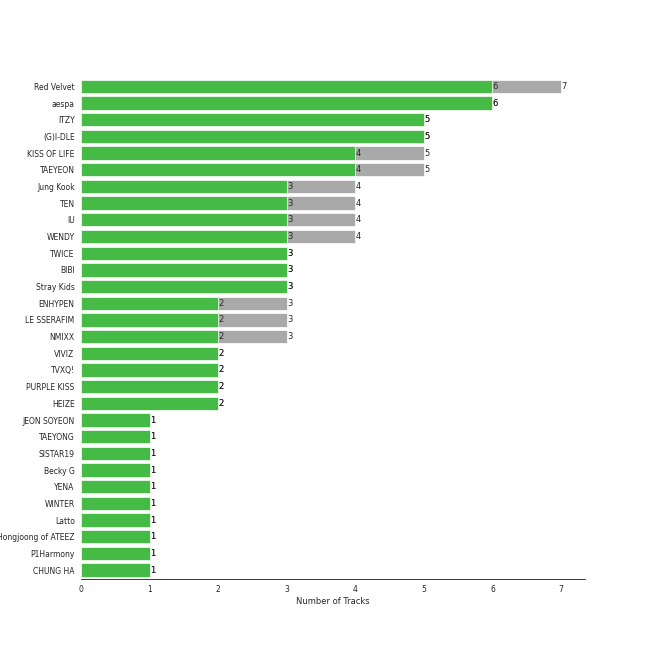 Red Velvet 6 7
aespa 6
ITZY 5
(G)I-DLE 5
KISS OF LIFE 4 5
TAEYEON 4 5
Jung Kook 3 4
TEN 3 4
IU 3 4
WENDY 3 4
TWICE 3
BIBI 3
Stray Kids 3
ENHYPEN 2 3
LE SSERAFIM 2 3
NMIXX 2 3
VIVIZ 2
TVXQ! 2
PURPLE KISS 2
HEIZE 2
JEON SOYEON 1
TAEYONG 1
SISTAR19 1
Becky G 1
YENA 1
WINTER 1
Latto 1
Hongjoong of ATEEZ 1
P1Harmony 1
CHUNG HA 1
0 1 2 3 4 5 6 7
Number of Tracks